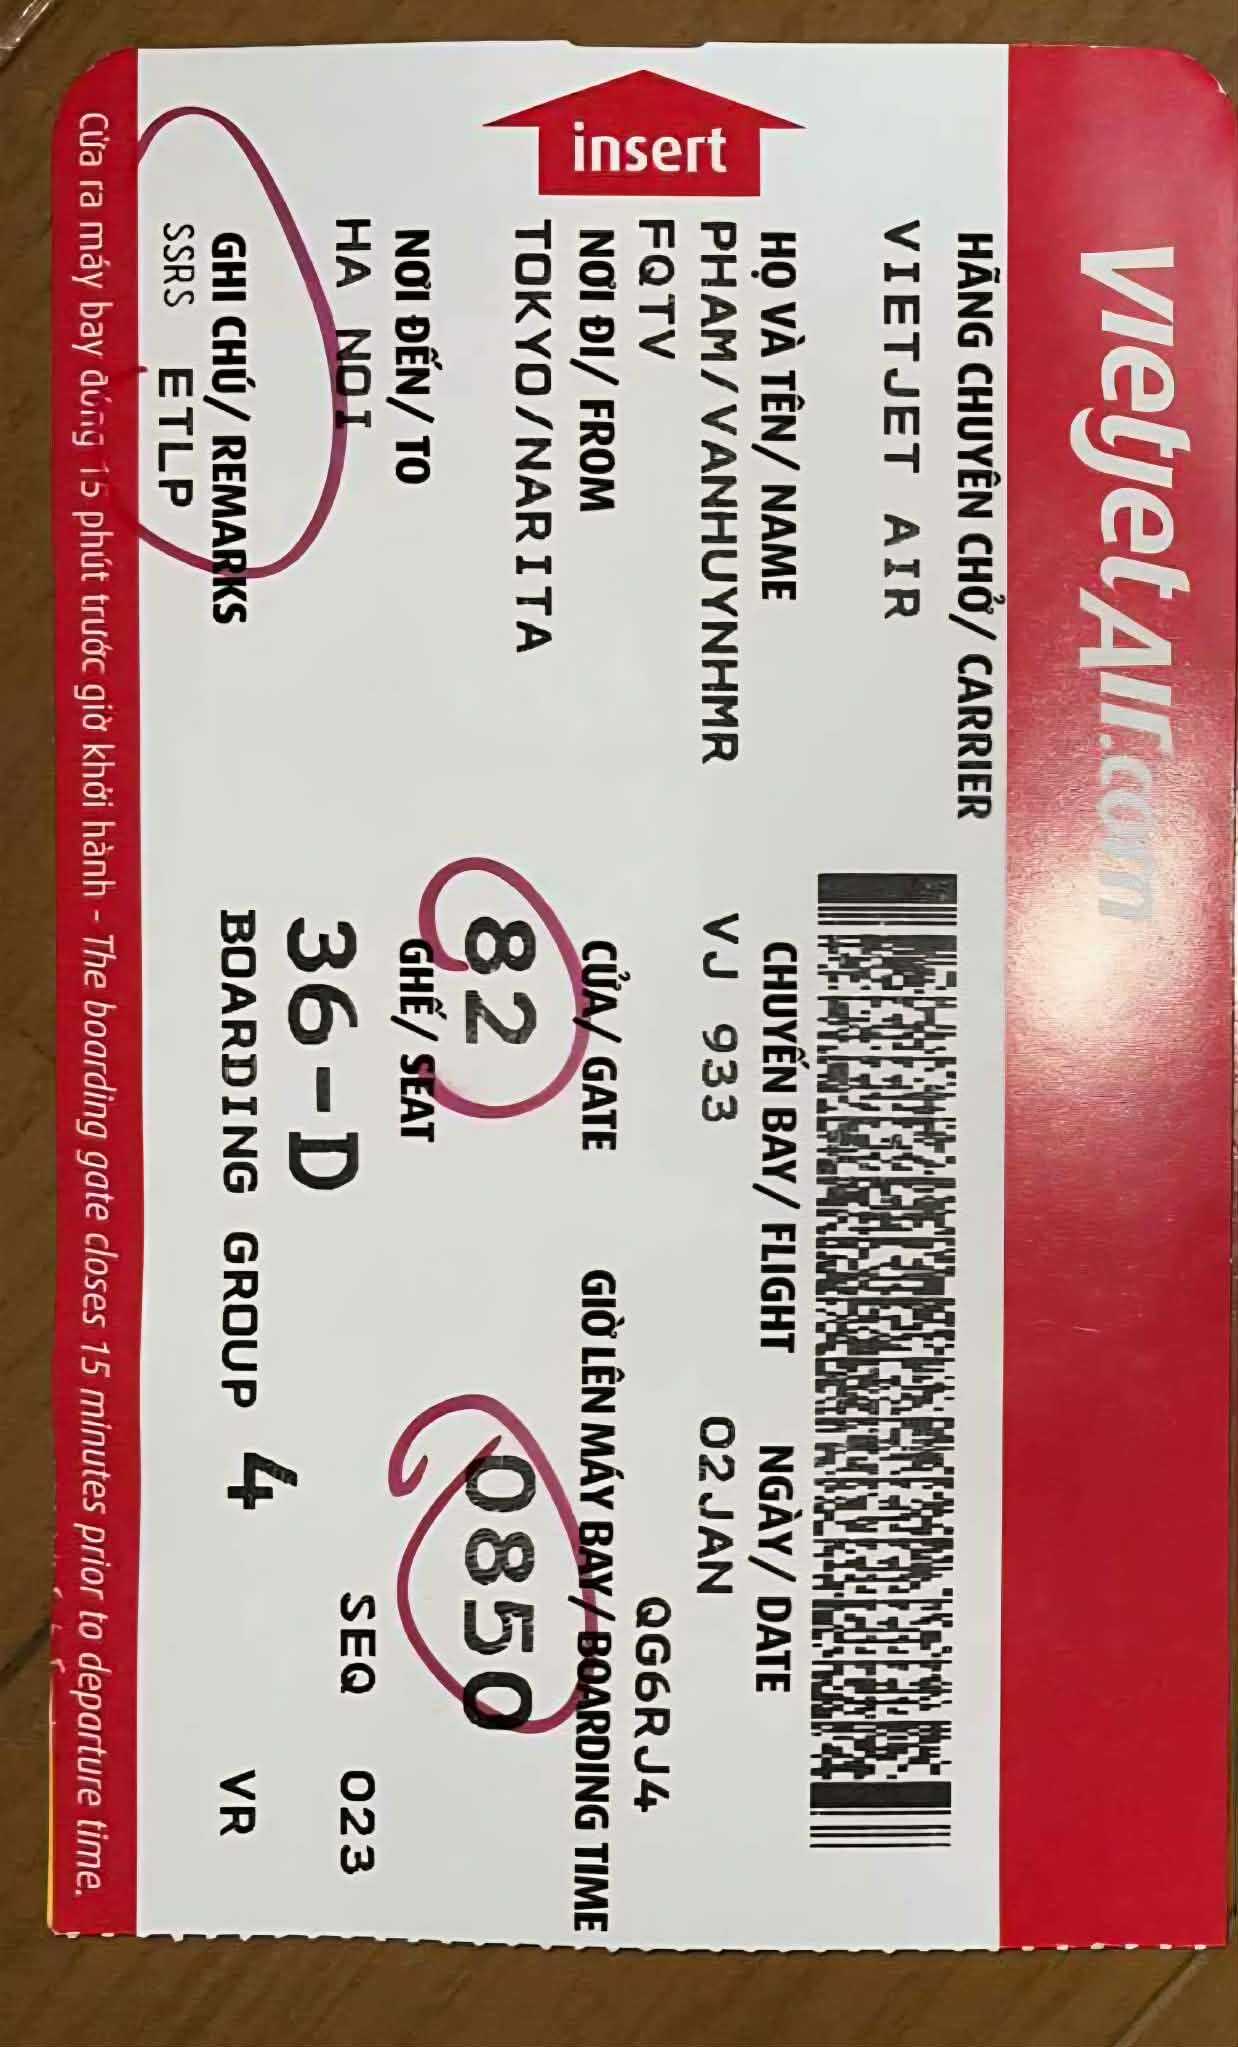 VietjetAir.com
insert
HÃNG CHUYÊN CHỞ/ CARRIER
VIETJET AIR
HỌ VÀ TÊN/ NAME
CHUYẾN BAY/ FLIGHT
NGÀY/ DATE
PHAM/VANHUYNHMR
VJ 933
02JAN
FQTV
QG6RJ4
NƠI ĐI/ FROM
CỬA/ GATE
GIỜ LÊN MÁY BAY/ BOARDING TIME
TOKYO/NARITA
82
0850
NƠI ĐẾN/ TO
GHẾ/ SEAT
HA NOI
36-D
SEQ 023
GHI CHÚ/ REMARKS
BOARDING GROUP 4
VR
SSRS ETLP
Cửa ra máy bay đóng 15 phút trước giờ khởi hành - The boarding gate closes 15 minutes prior to departure time.